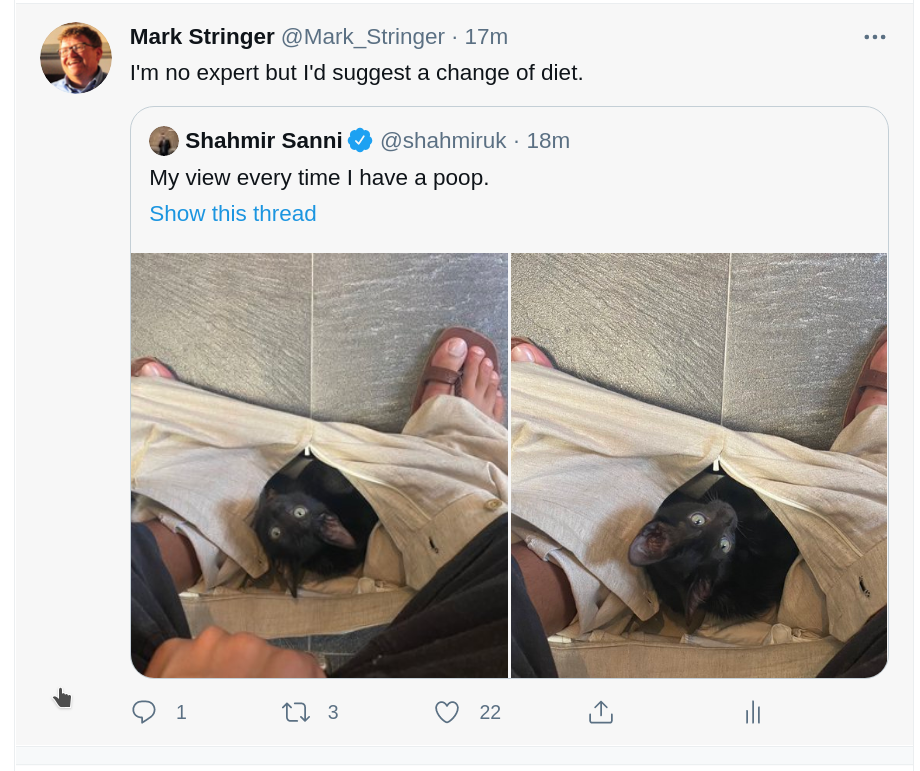 Mark Stringer @Mark_Stringer · 17m
I'm no expert but I'd suggest a change of diet.
Shahmir Sanni @shahmiruk · 18m
My view every time I have a poop.
Show this thread
1 3 22